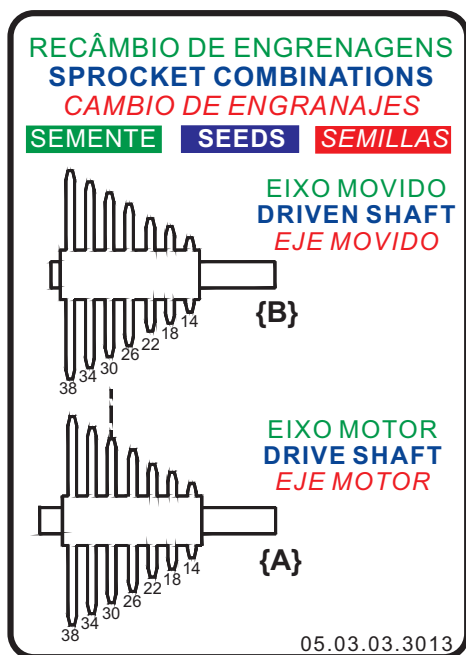 RECÂMBIO DE ENGRENAGENS
SPROCKET COMBINATIONS
CAMBIO DE ENGRANAJES
SEMENTE SEEDS SEMILLAS
EIXO MOVIDO
DRIVEN SHAFT
EJE MOVIDO
{B}
38 34 30 26 22 18 14
EIXO MOTOR
DRIVE SHAFT
EJE MOTOR
{A}
38 34 30 26 22 18 14
05.03.03.3013